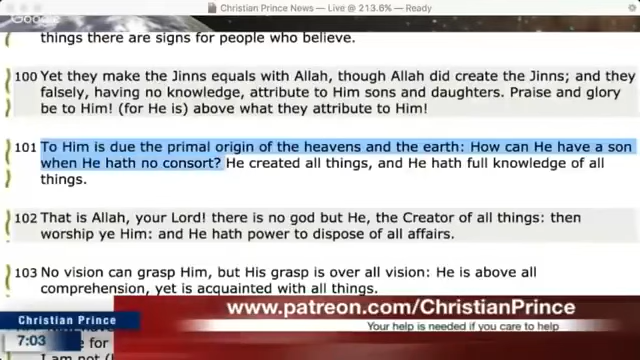 Christian Prince News — Live @ 213.6% — Ready
Google
things there are signs for people who believe.
100 Yet they make the Jinns equals with Allah, though Allah did create the Jinns; and they
falsely, having no knowledge, attribute to Him sons and daughters. Praise and glory
be to Him! (for He is) above what they attribute to Him!
101 To Him is due the primal origin of the heavens and the earth: How can He have a son
when He hath no consort? He created all things, and He hath full knowledge of all
things.
102 That is Allah, your Lord! there is no god but He, the Creator of all things: then
worship ye Him: and He hath power to dispose of all affairs.
103 No vision can grasp Him, but His grasp is over all vision: He is above all
comprehension, yet is acquainted with all things.
www.patreon.com/ChristianPrince
Christian Prince
Your help is needed if you care to help
7:03
e for
I am not (